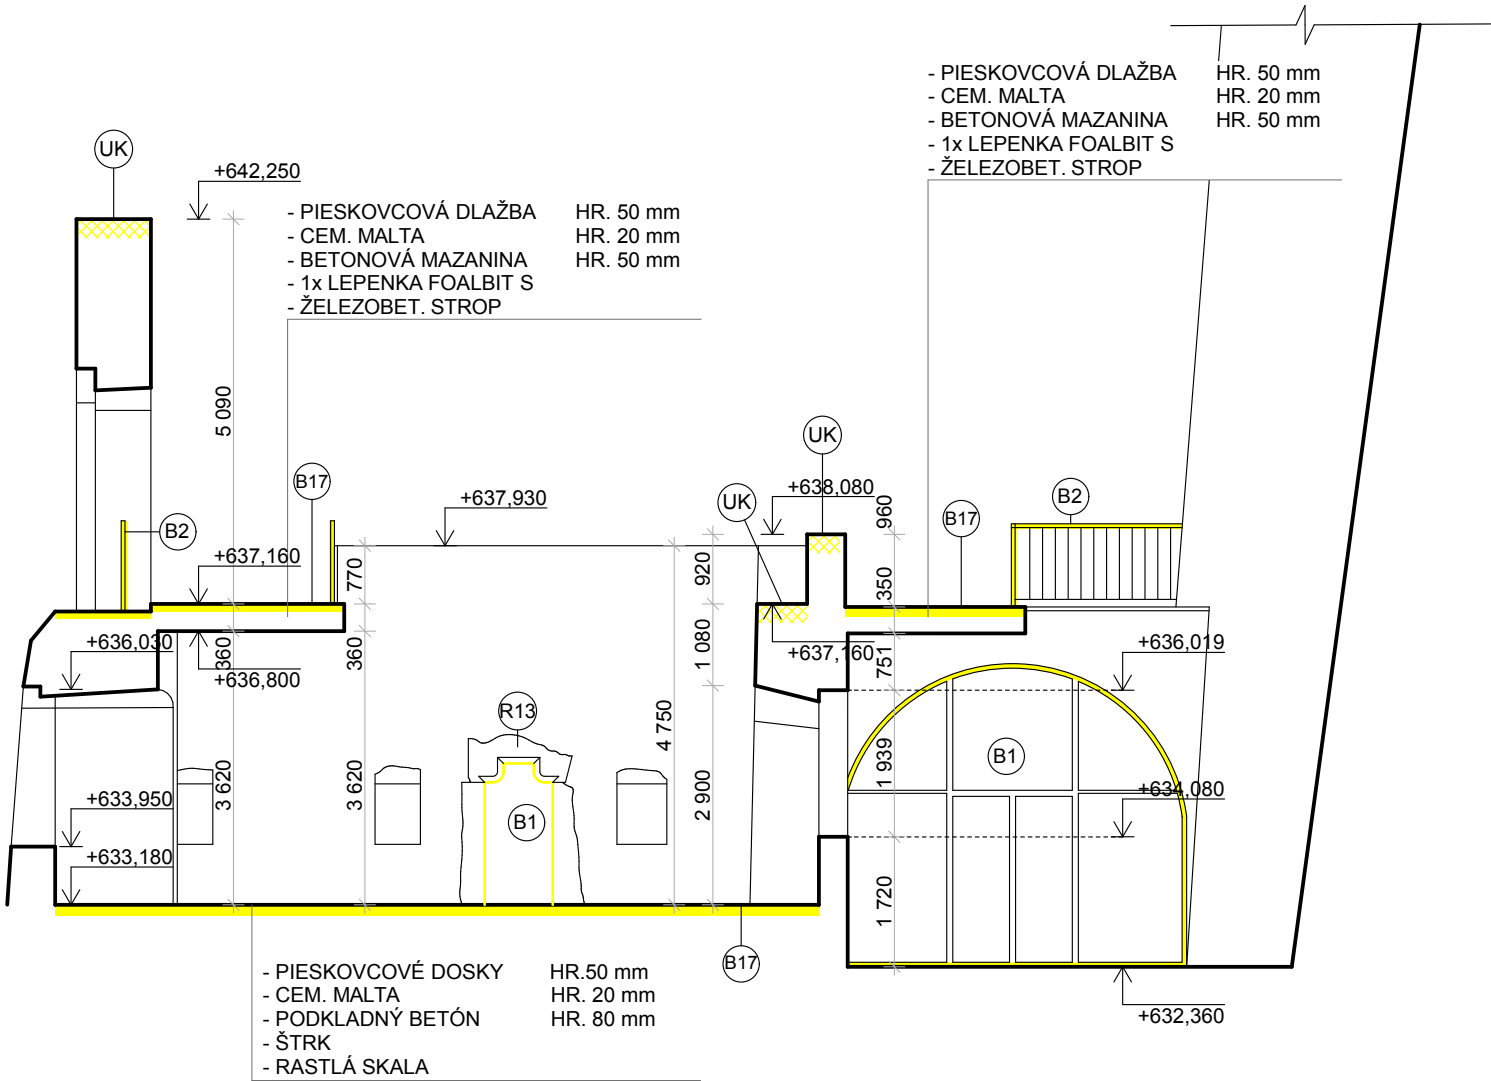 - PIESKOVCOVÁ DLAŽBA HR. 50 mm
- CEM. MALTA HR. 20 mm
- BETONOVÁ MAZANINA HR. 50 mm
- 1x LEPENKA FOALBIT S
- ŽELEZOBET. STROP
UK
+642,250
- PIESKOVCOVÁ DLAŽBA HR. 50 mm
- CEM. MALTA HR. 20 mm
- BETONOVÁ MAZANINA HR. 50 mm
- 1x LEPENKA FOALBIT S
- ŽELEZOBET. STROP
5 090
UK
B17
+637,930
UK
+638,080
960
B17
B2
B2
+637,160
770
920
350
+636,030
360
+636,800
360
1 080
+637,160
751
+636,019
R13
4 750
B1
1 939
+633,950
3 620
3 620
B1
2 900
+634,080
+633,180
1 720
B17
- PIESKOVCOVÉ DOSKY HR.50 mm
- CEM. MALTA HR. 20 mm
- PODKLADNÝ BETÓN HR. 80 mm
- ŠTRK
- RASTLÁ SKALA
+632,360